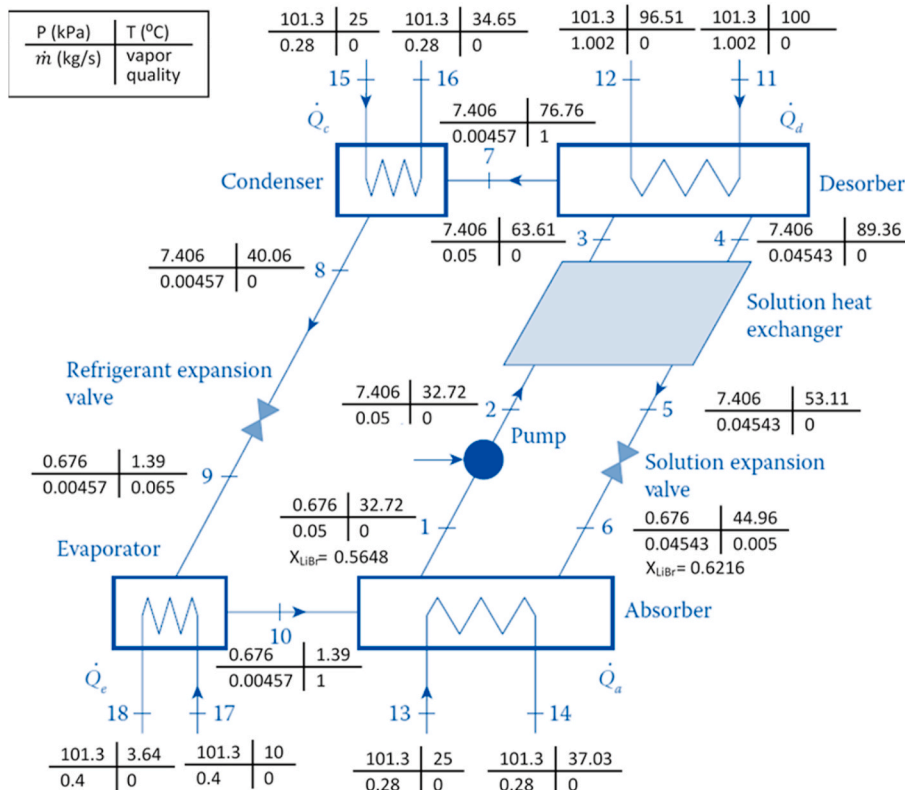 P (kPa) T (°C)
ṁ (kg/s) vapor
quality
101.3 25
0.28 0
101.3 34.65
0.28 0
101.3 96.51
1.002 0
101.3 100
1.002 0
15
16
12
11
Q̇c
Q̇d
7.406 76.76
0.00457 1
7
Condenser
Desorber
7.406 40.06
0.00457 0
8
7.406 63.61
0.05 0
3
4
7.406 89.36
0.04543 0
Solution heat
exchanger
Refrigerant expansion
valve
7.406 32.72
0.05 0
2
5
7.406 53.11
0.04543 0
Pump
Solution expansion
valve
0.676 1.39
0.00457 0.065
9
0.676 32.72
0.05 0
XLiBr= 0.5648
1
6
0.676 44.96
0.04543 0.005
XLiBr= 0.6216
Evaporator
Absorber
10
0.676 1.39
0.00457 1
Q̇e
Q̇a
18
17
13
14
101.3 3.64
0.4 0
101.3 10
0.4 0
101.3 25
0.28 0
101.3 37.03
0.28 0